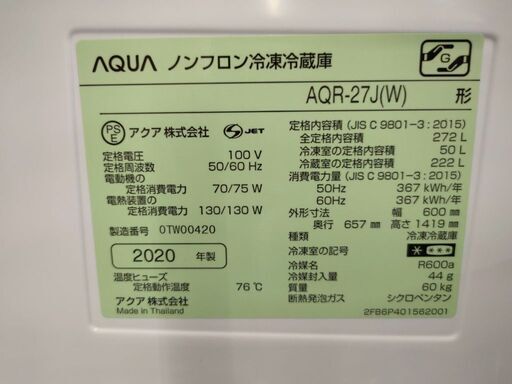 AQUA ノンフロン冷凍冷蔵庫
G
AQR-27J(W) 形
PS E アクア株式会社 S JET
定格電圧 100 V
定格周波数 50/60 Hz
電動機の
定格消費電力 70/75 W
電熱装置の
定格消費電力 130/130 W
製造番号 0TW00420
2020 年製
温度ヒューズ
定格動作温度 76℃
アクア株式会社
Made in Thailand
定格内容積 (JIS C 9801-3 : 2015)
全定格内容積 272 L
冷凍室の定格内容積 50 L
冷蔵室の定格内容積 222 L
消費電力量 (JIS C 9801-3 : 2015)
50Hz 367 kWh/年
60Hz 367 kWh/年
外形寸法 幅 600 ㎜
奥行 657 ㎜ 高さ 1419 ㎜
種類 冷凍冷蔵庫
冷凍室の記号
冷媒名 R600a
冷媒封入量 44 g
質量 60 kg
断熱発泡ガス シクロペンタン
2FB6P401562001